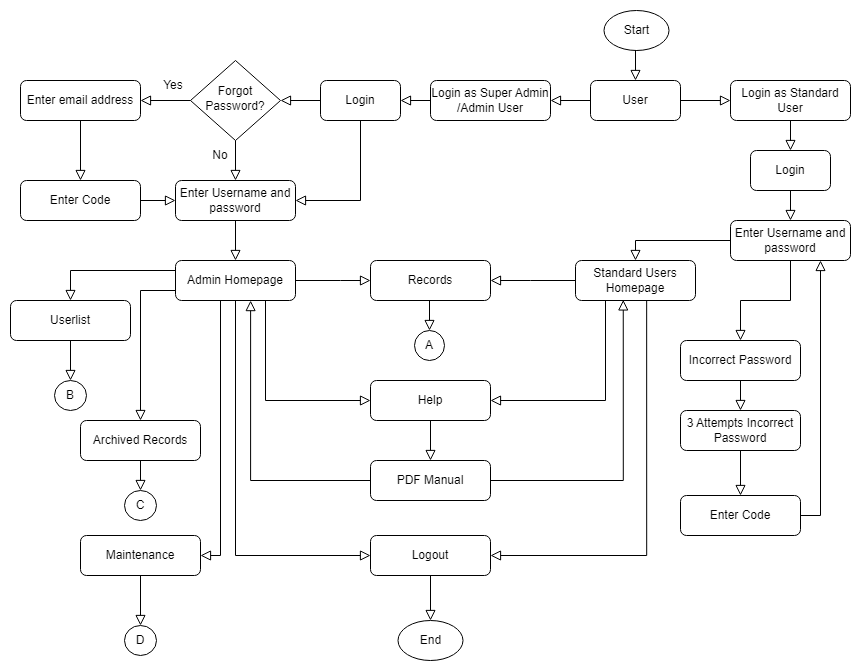 Start
Yes
Forgot
Password?
Enter email address
Login
Login as Super Admin
/Admin User
User
Login as Standard
User
No
Login
Enter Code
Enter Username and
password
Enter Username and
password
Admin Homepage
Records
Standard Users
Homepage
Userlist
A
Incorrect Password
B
Help
Archived Records
3 Attempts Incorrect
Password
PDF Manual
C
Enter Code
Maintenance
Logout
D
End